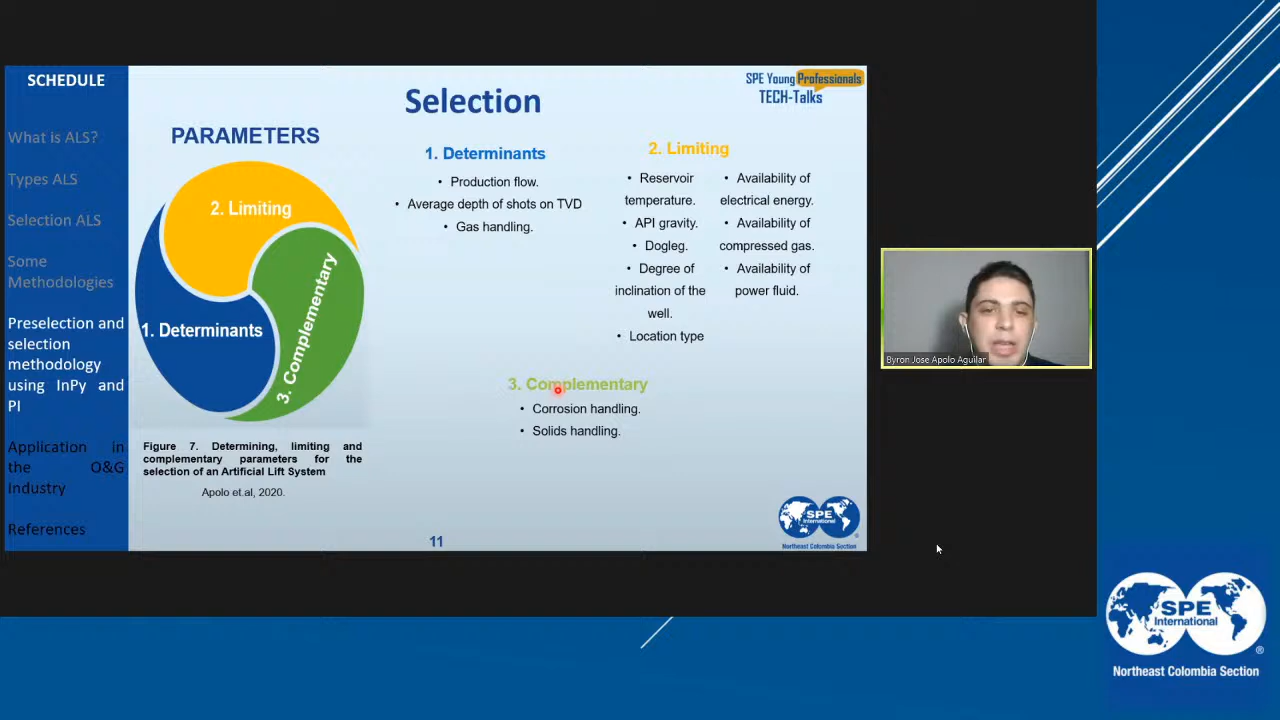 SCHEDULE
What is ALS?
Types ALS
Selection ALS
Some
Methodologies
Preselection and
selection
methodology
using InPy and
PI
Application in
the O&G
Industry
References
Selection
SPE Young Professionals
TECH-Talks
PARAMETERS
2. Limiting
1. Determinants
3. Complementary
Figure 7. Determining, limiting and
complementary parameters for the
selection of an Artificial Lift System
Apolo et.al, 2020.
1. Determinants
• Production flow.
• Average depth of shots on TVD
• Gas handling.
2. Limiting
• Reservoir
temperature.
• API gravity.
• Dogleg.
• Degree of
inclination of the
well.
• Location type
• Availability of
electrical energy.
• Availability of
compressed gas.
• Availability of
power fluid.
3. Complementary
• Corrosion handling.
• Solids handling.
11
SPE
International
Northeast Colombia Section
Byron Jose Apolo Aguilar
SPE
International
®
Northeast Colombia Section